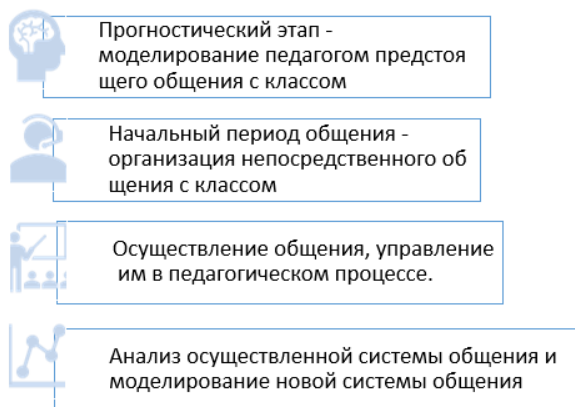 Прогностический этап -
моделирование педагогом предстоя
щего общения с классом
Начальный период общения -
организация непосредственного об
щения с классом
Осуществление общения, управление
им в педагогическом процессе.
Анализ осуществленной системы общения и
моделирование новой системы общения